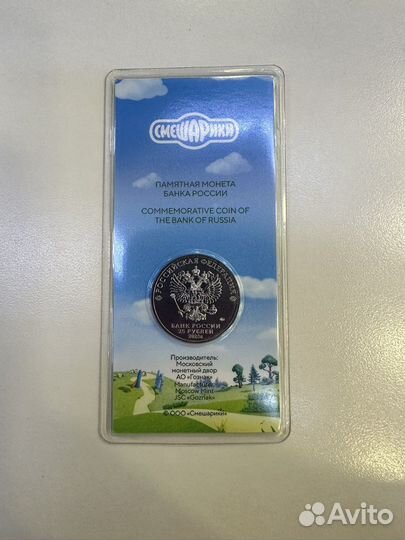 СМЕШАРИКИ
ПАМЯТНАЯ МОНЕТА
БАНКА РОССИИ
COMMEMORATIVE COIN OF
THE BANK OF RUSSIA
РОССИЙСКАЯ ФЕДЕРАЦИЯ
БАНК РОССИИ
25 РУБЛЕЙ
Производитель:
Московский
монетный двор
АО «Гознак»
Manufacturer:
Moscow Mint
JSC «Goznak»
© ООО «Смешарики»
Avito